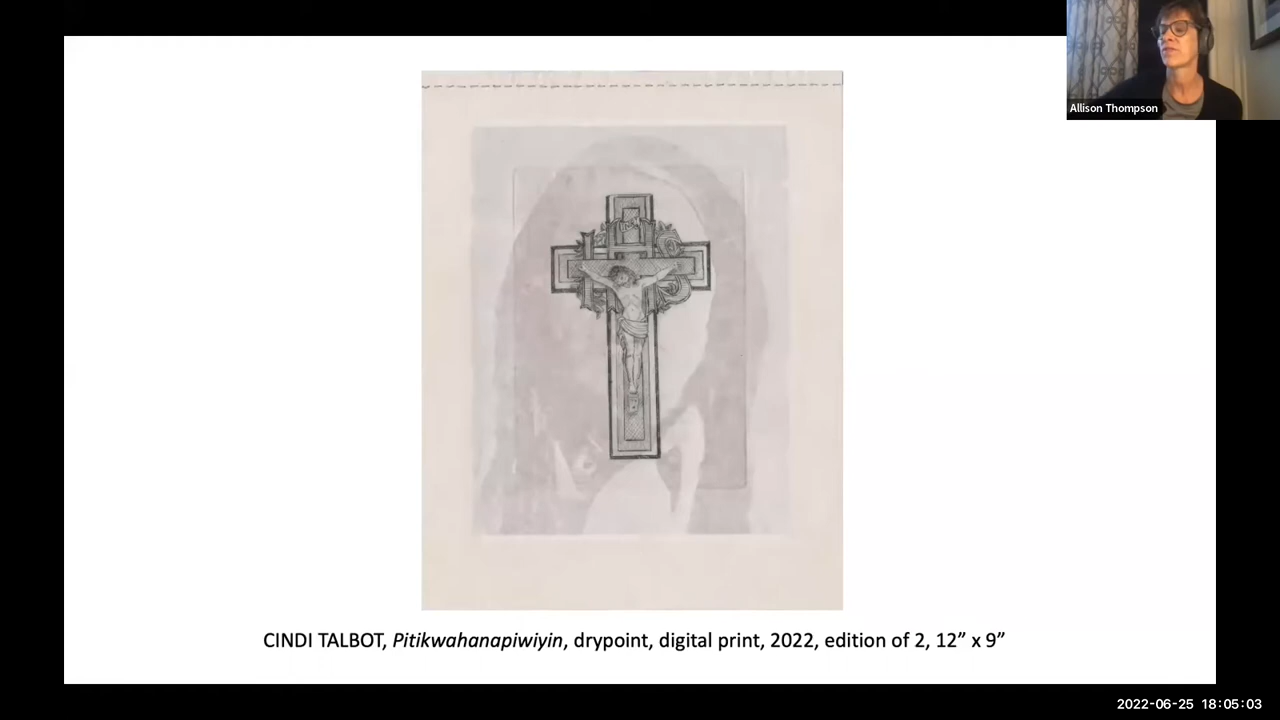 Allison Thompson
CINDI TALBOT, Pitikwahanapiwiyin, drypoint, digital print, 2022, edition of 2, 12” x 9”
2022-06-25 18:05:03